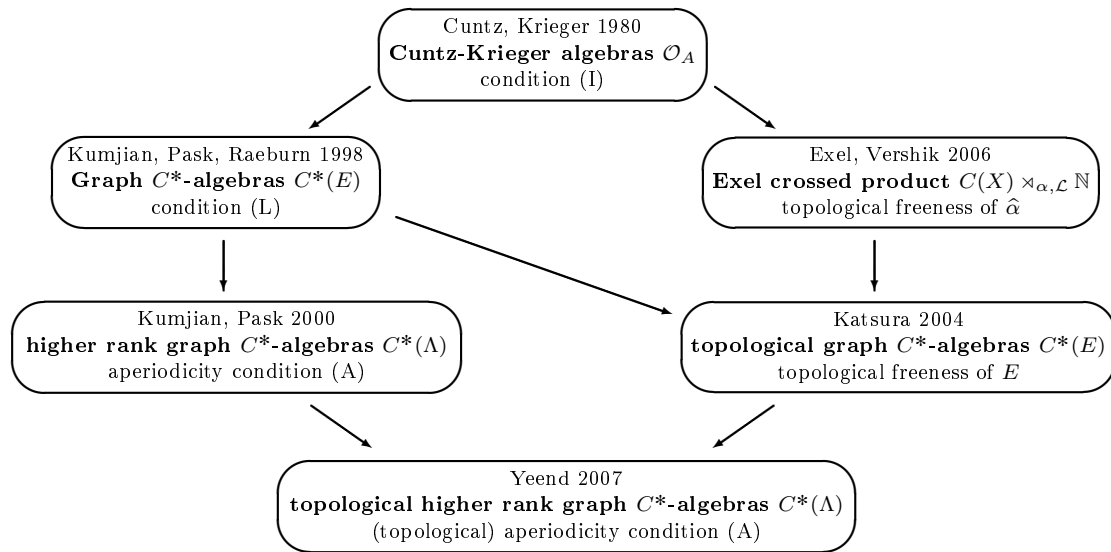 Cuntz, Krieger 1980
Cuntz-Krieger algebras 𝒪_A
condition (I)
Kumjian, Pask, Raeburn 1998
Graph C*-algebras C*(E)
condition (L)
Exel, Vershik 2006
Exel crossed product C(X) ⋊_{α,ℒ} ℕ
topological freeness of α̂
Kumjian, Pask 2000
higher rank graph C*-algebras C*(Λ)
aperiodicity condition (A)
Katsura 2004
topological graph C*-algebras C*(E)
topological freeness of E
Yeend 2007
topological higher rank graph C*-algebras C*(Λ)
(topological) aperiodicity condition (A)